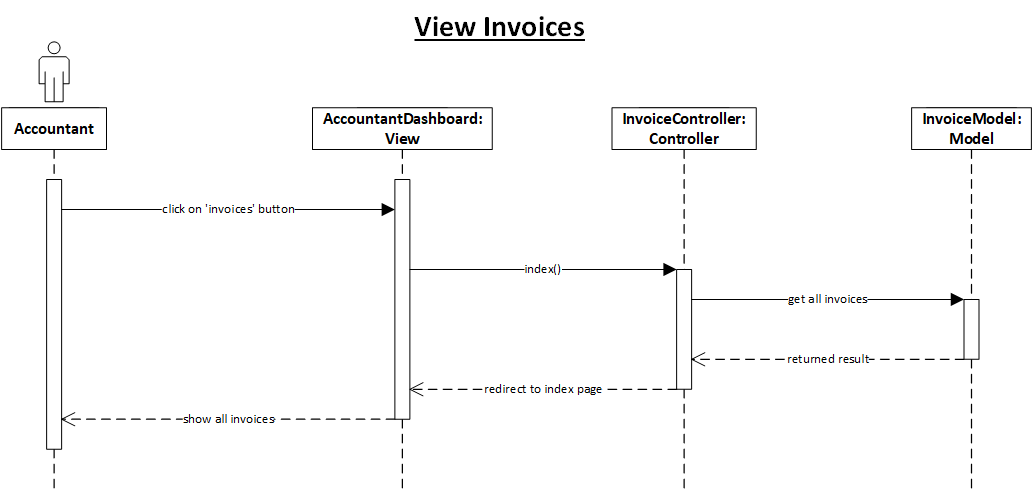 View Invoices
Accountant
AccountantDashboard:
View
InvoiceController:
Controller
InvoiceModel:
Model
click on 'invoices' button
index()
get all invoices
returned result
redirect to index page
show all invoices